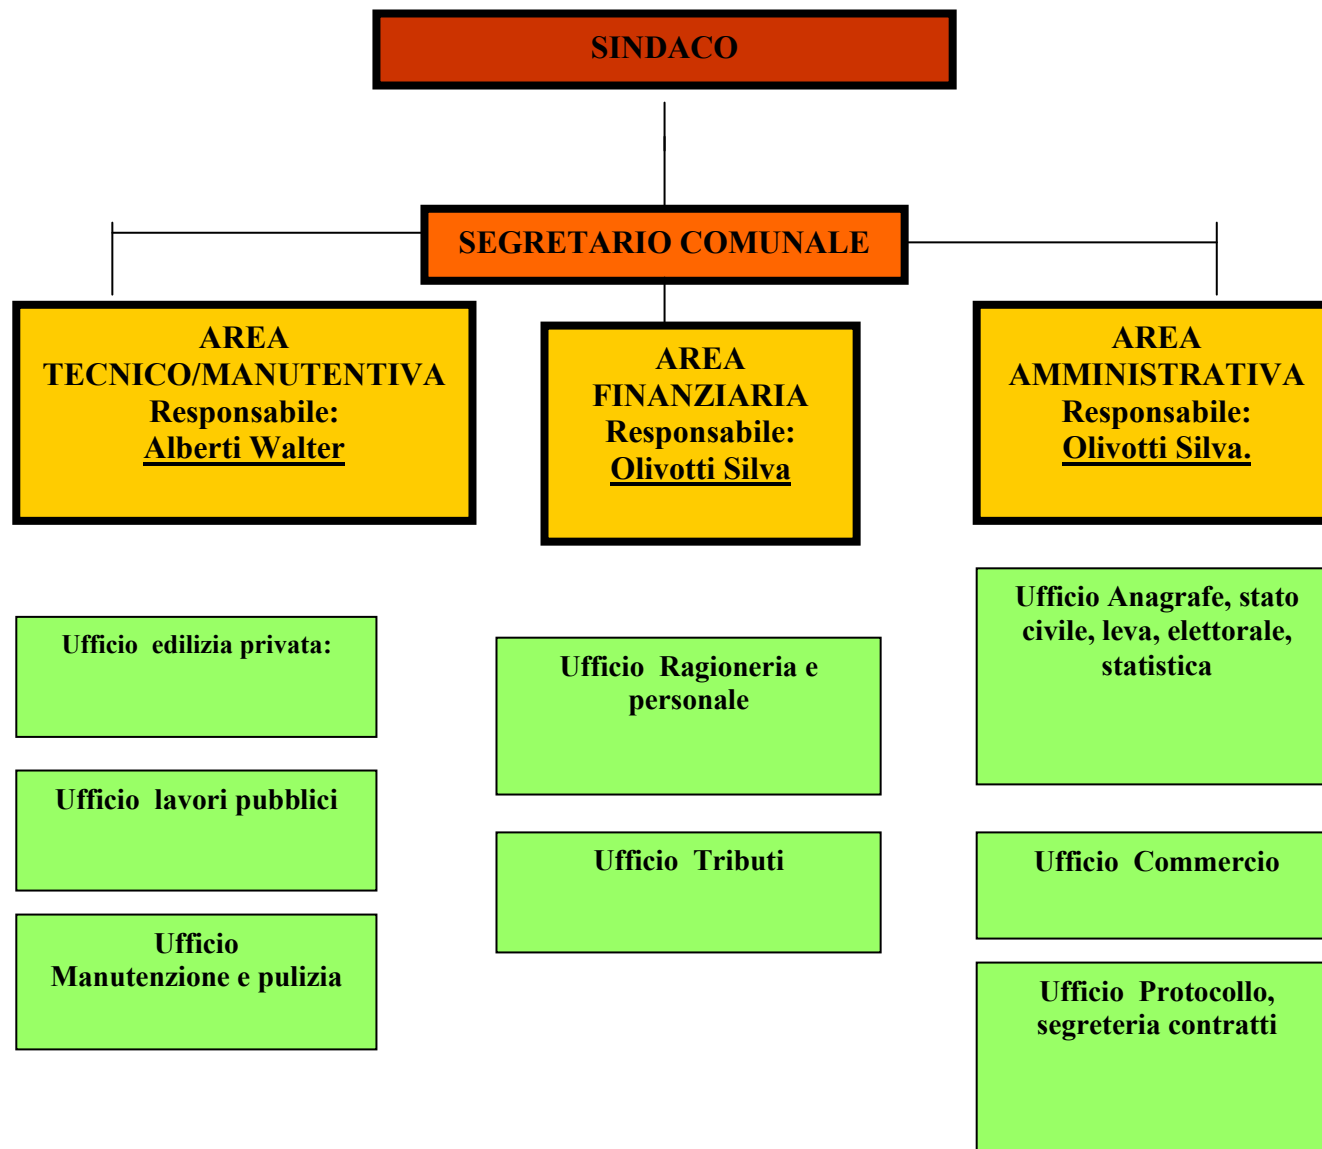 SINDACO
SEGRETARIO COMUNALE
AREA
TECNICO/MANUTENTIVA
Responsabile:
Alberti Walter
AREA
FINANZIARIA
Responsabile:
Olivotti Silva
AREA
AMMINISTRATIVA
Responsabile:
Olivotti Silva.
Ufficio edilizia privata:
Ufficio lavori pubblici
Ufficio
Manutenzione e pulizia
Ufficio Ragioneria e
personale
Ufficio Tributi
Ufficio Anagrafe, stato
civile, leva, elettorale,
statistica
Ufficio Commercio
Ufficio Protocollo,
segreteria contratti